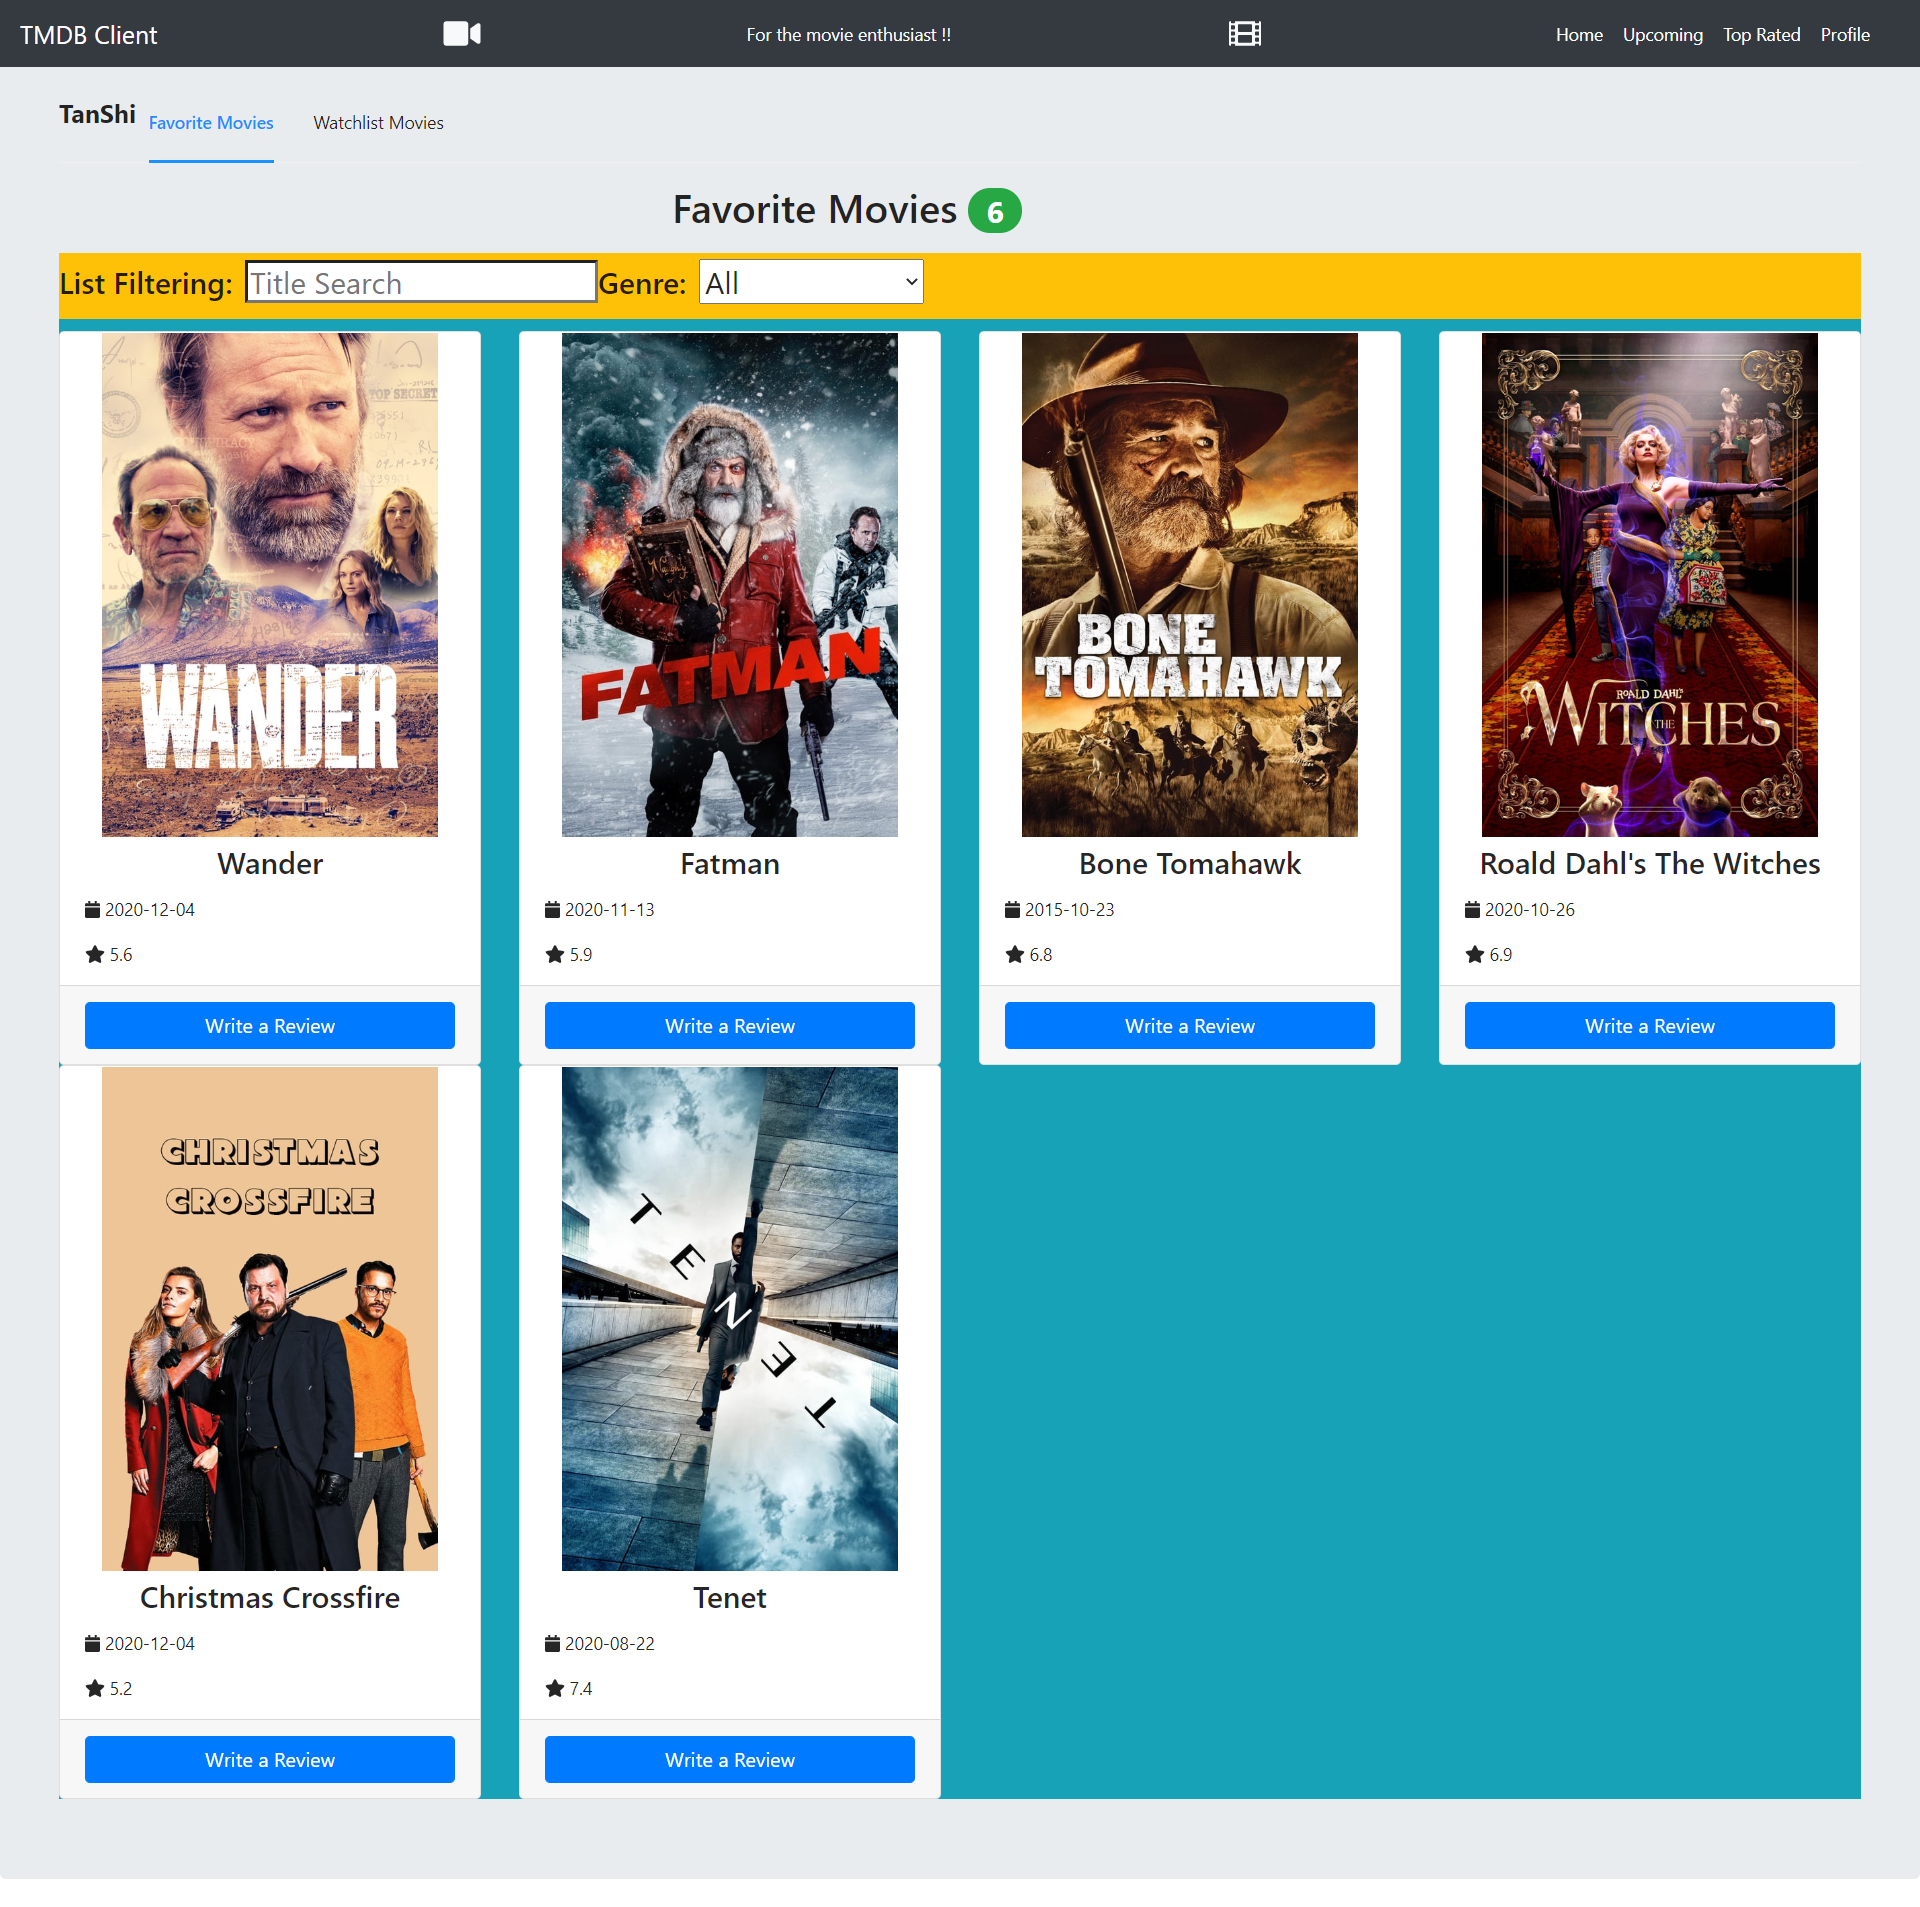 TMDB Client
For the movie enthusiast !!
Home Upcoming Top Rated Profile
TanShi
Favorite Movies
Watchlist Movies
Favorite Movies 6
List Filtering: Title Search Genre: All
TOP SECRET
WANDER
Wander
2020-12-04
5.6
Write a Review
Naughty
FATMAN
Fatman
2020-11-13
5.9
Write a Review
BONE
TOMAHAWK
Bone Tomahawk
2015-10-23
6.8
Write a Review
ROALD DAHL'S
THE
WITCHES
Roald Dahl's The Witches
2020-10-26
6.9
Write a Review
CHRISTMAS
CROSSFIRE
Christmas Crossfire
2020-12-04
5.2
Write a Review
TENET
Tenet
2020-08-22
7.4
Write a Review